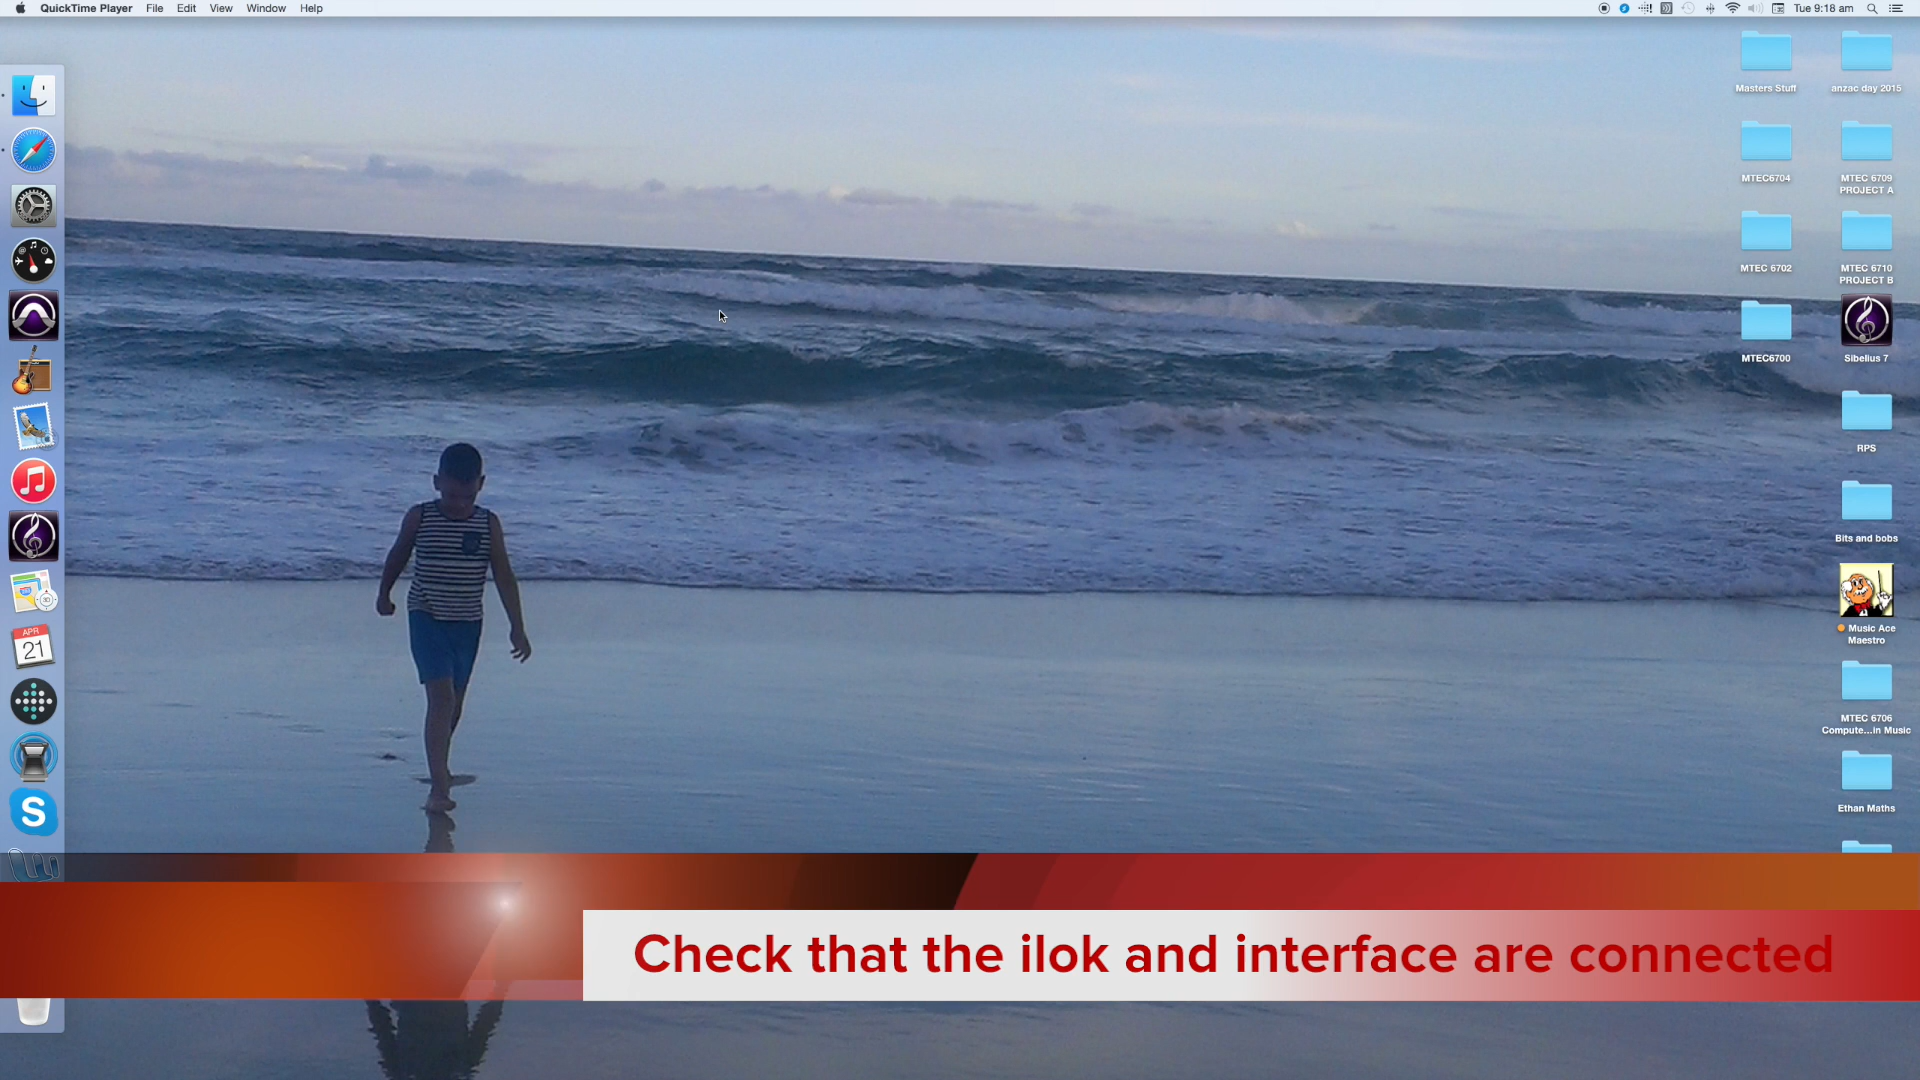 QuickTime Player File Edit View Window Help
Tue 9:18 am
Masters Stuff
anzac day 2015
MTEC6704
MTEC 6709
PROJECT A
MTEC 6702
MTEC 6710
PROJECT B
MTEC6700
Sibelius 7
RPS
Bits and bobs
Music Ace
Maestro
MTEC 6706
Compute...in Music
Ethan Maths
APR
21
S
Check that the ilok and interface are connected